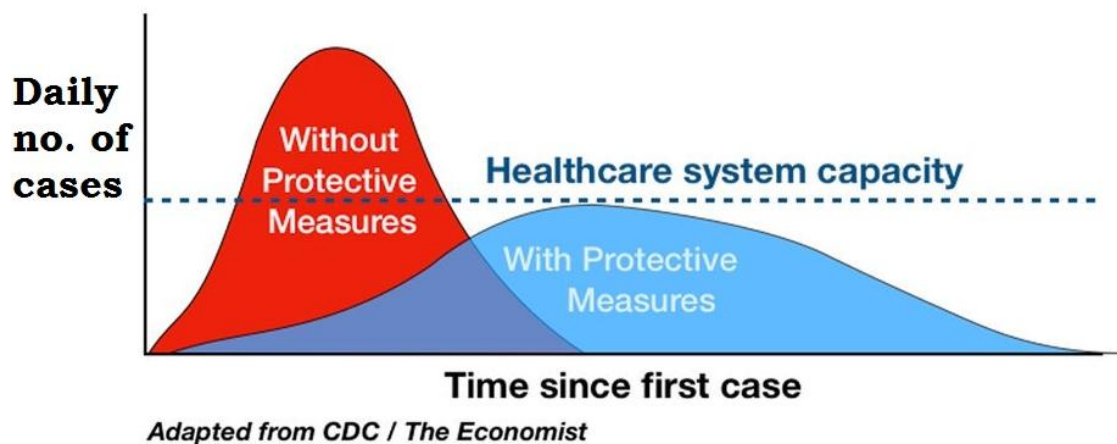 Daily
no. of
cases
Without
Protective
Measures
Healthcare system capacity
With Protective
Measures
Time since first case
Adapted from CDC / The Economist